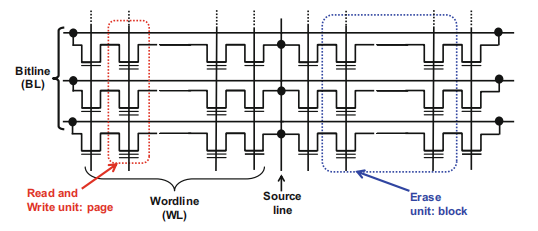 Bitline
(BL)
Read and
Write unit: page
Wordline
(WL)
Source
line
Erase
unit: block